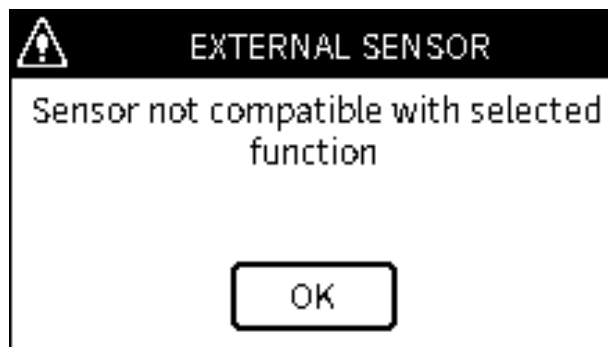 EXTERNAL SENSOR
Sensor not compatible with selected
function
OK